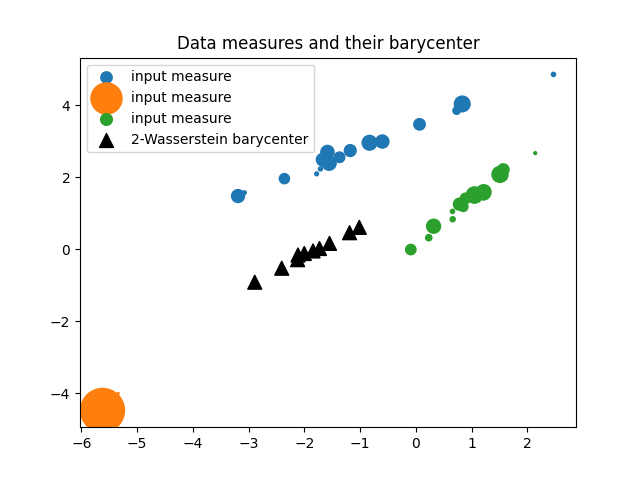 Data measures and their barycenter
input measure
input measure
input measure
2-Wasserstein barycenter
4
2
0
−2
−4
−6 −5 −4 −3 −2 −1 0 1 2